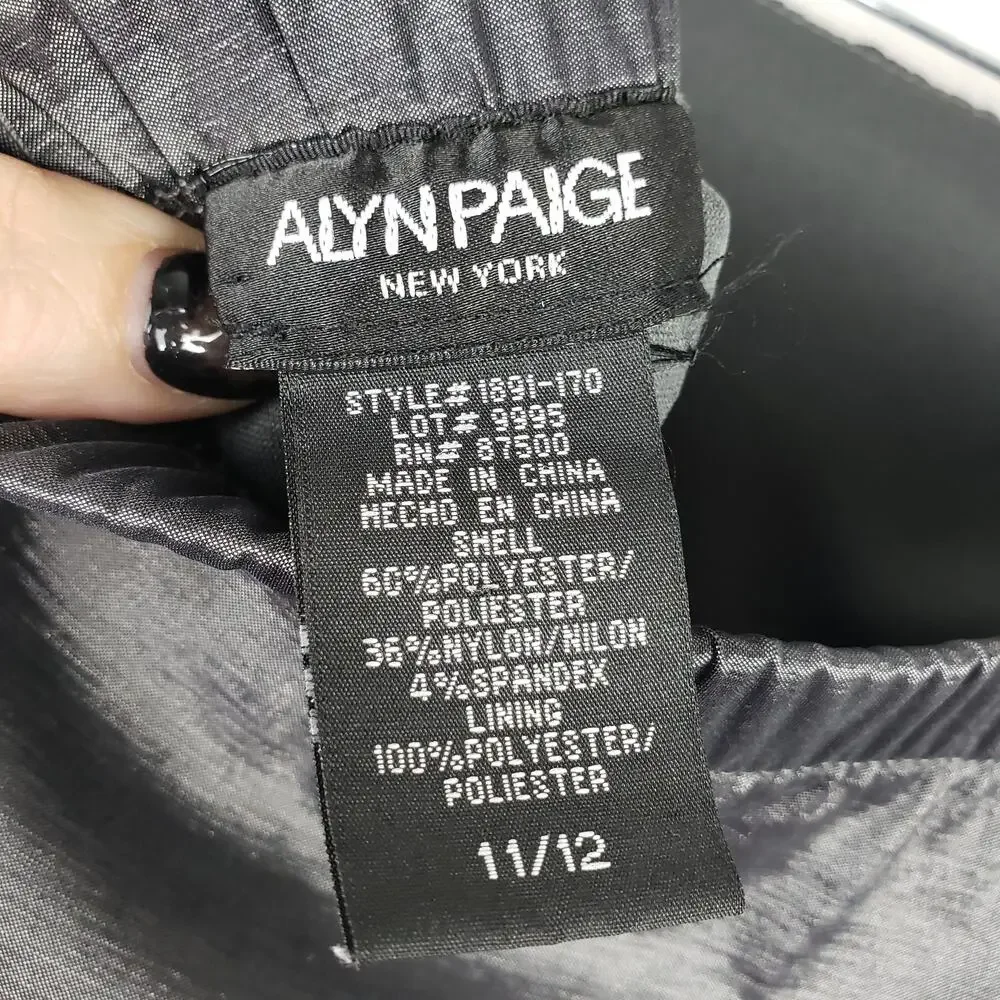 ALYN PAIGE
NEW YORK
STYLE# 1891-170
LOT# 9995
RN# 87500
MADE IN CHINA
HECHO EN CHINA
SHELL
60%POLYESTER/
POLIESTER
36%NYLON/NILON
4%SPANDEX
LINING
100%POLYESTER/
POLIESTER
11/12